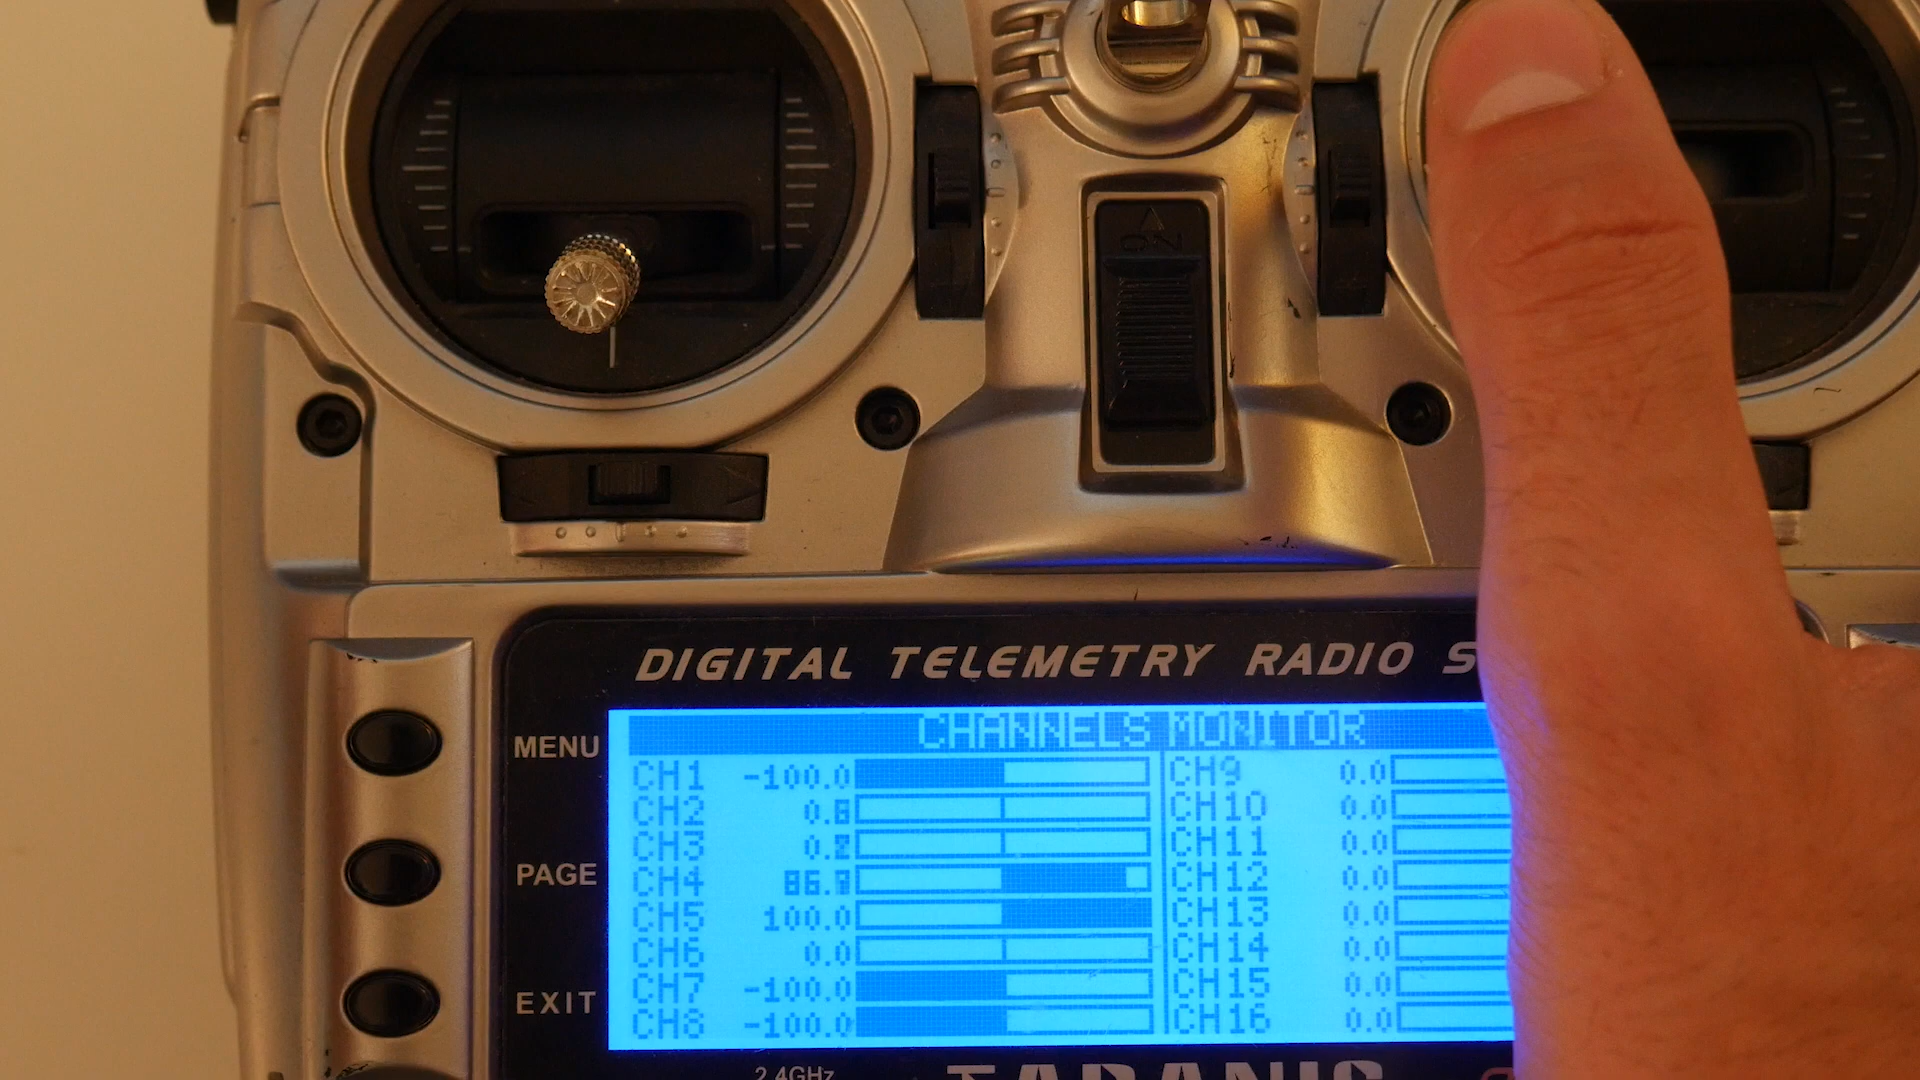 ON
DIGITAL TELEMETRY RADIO S
MENU
PAGE
EXIT
CHANNELS MONITOR
CH1 -100.0
CH2
CH3
CH4
CH5 100.0
CH6 0.0
CH7 -100.0
CH8 -100.0
CH9 0.0
CH10 0.0
CH11 0.0
CH12 0.0
CH13 0.0
CH14 0.0
CH15 0.0
CH16 0.0
2.4GHz
TARANIS